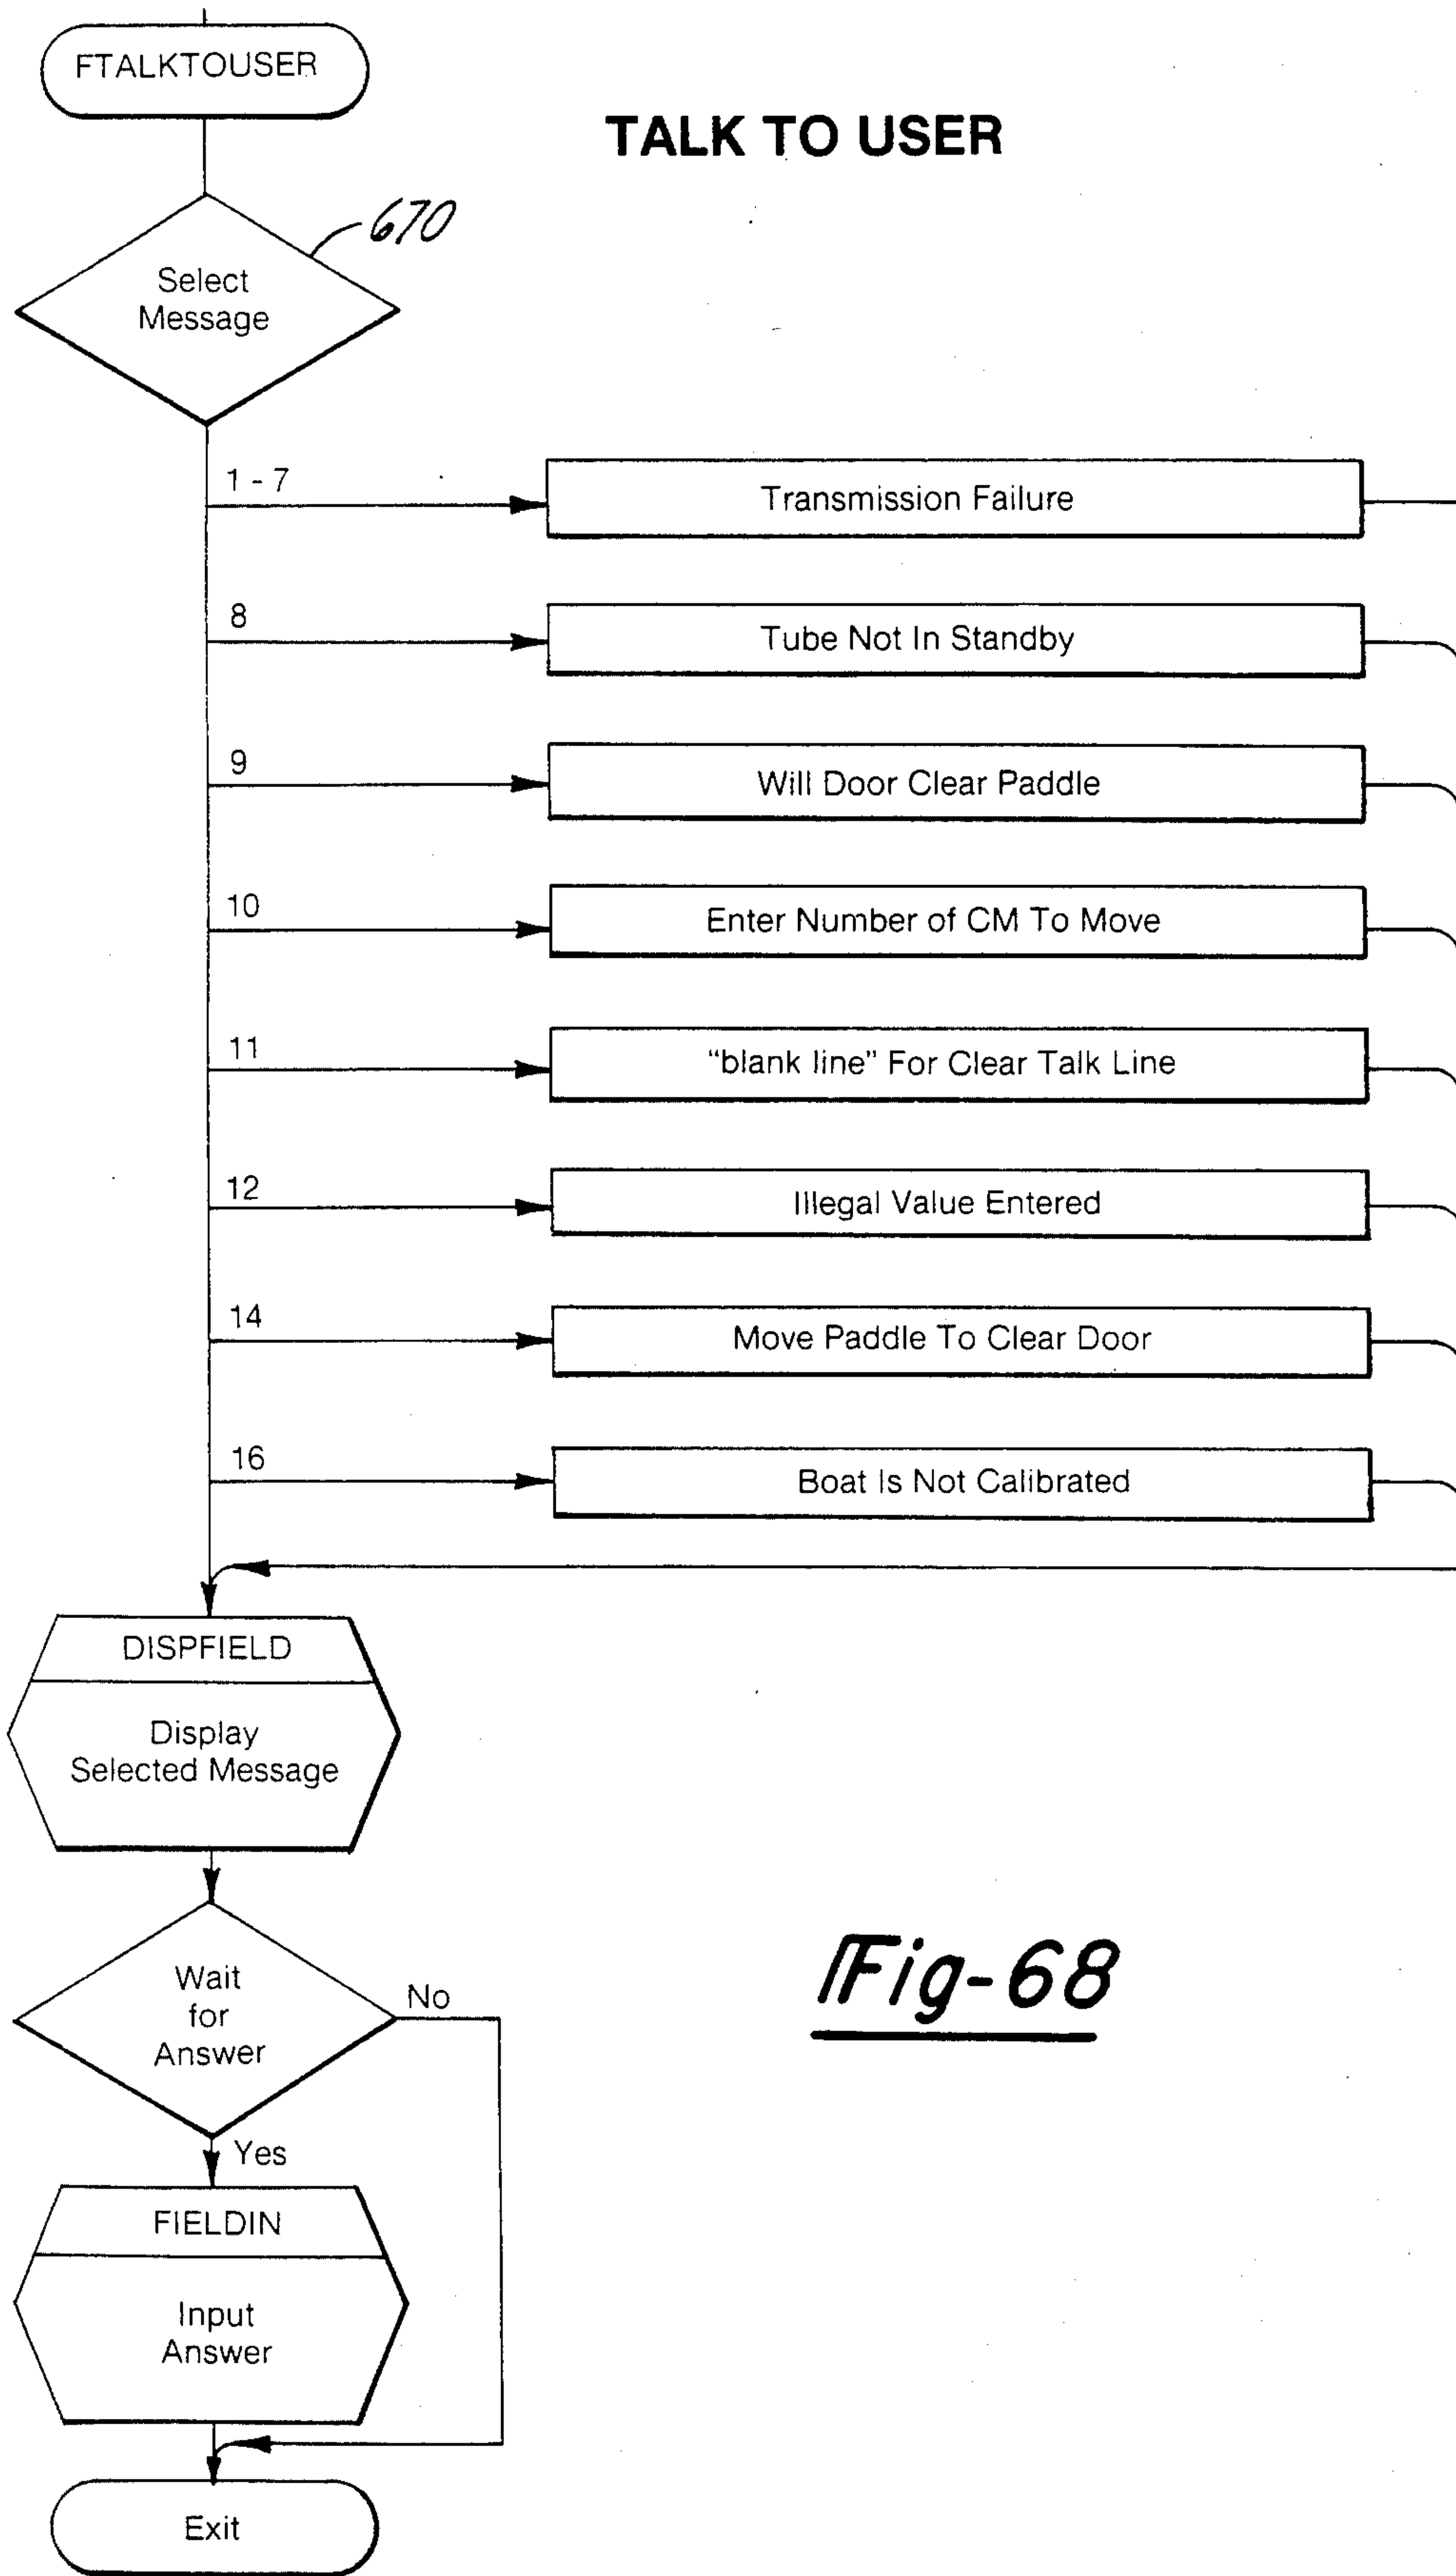 FTALKTOUSER
TALK TO USER
670
Select
Message
1 - 7
Transmission Failure
8
Tube Not In Standby
9
Will Door Clear Paddle
10
Enter Number of CM To Move
11
“blank line” For Clear Talk Line
12
Illegal Value Entered
14
Move Paddle To Clear Door
16
Boat Is Not Calibrated
DISPFIELD
Display
Selected Message
Wait
for
Answer
No
Yes
FIELDIN
Input
Answer
Exit
Fig-68